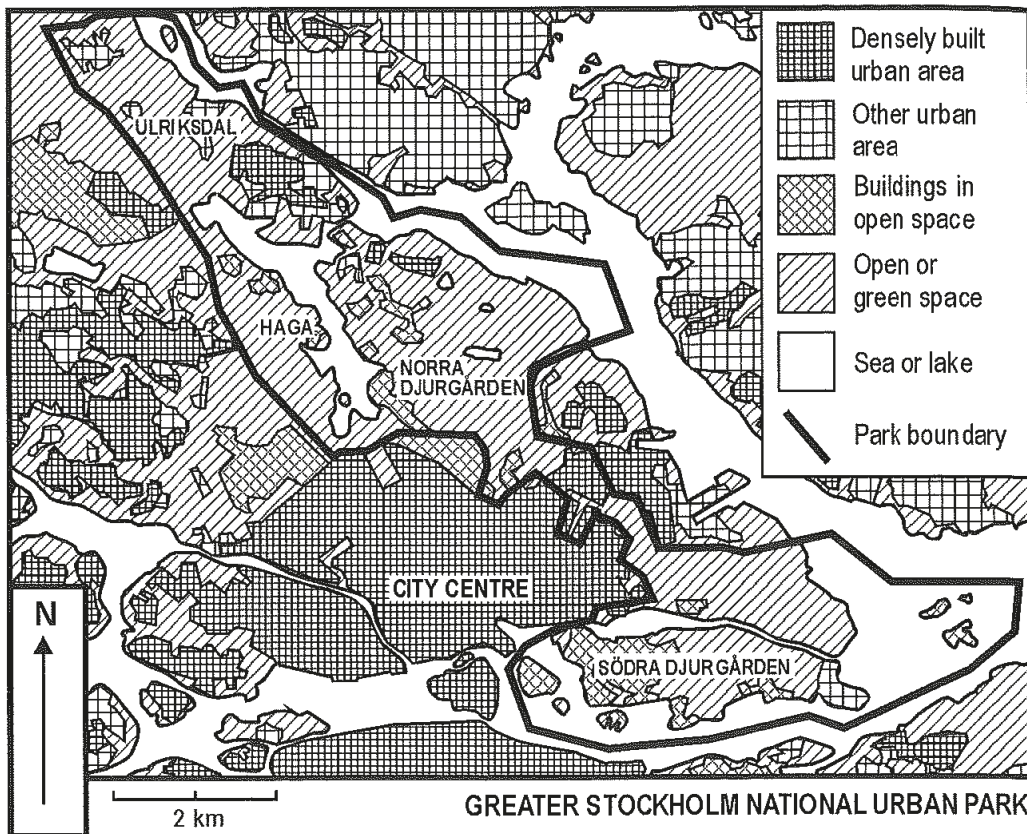 Densely built
urban area
Other urban
area
Buildings in
open space
Open or
green space
Sea or lake
Park boundary
ULRIKSDAL
HAGA
NORRA
DJURGÅRDEN
CITY CENTRE
SÖDRA DJURGÅRDEN
N
2 km
GREATER STOCKHOLM NATIONAL URBAN PARK